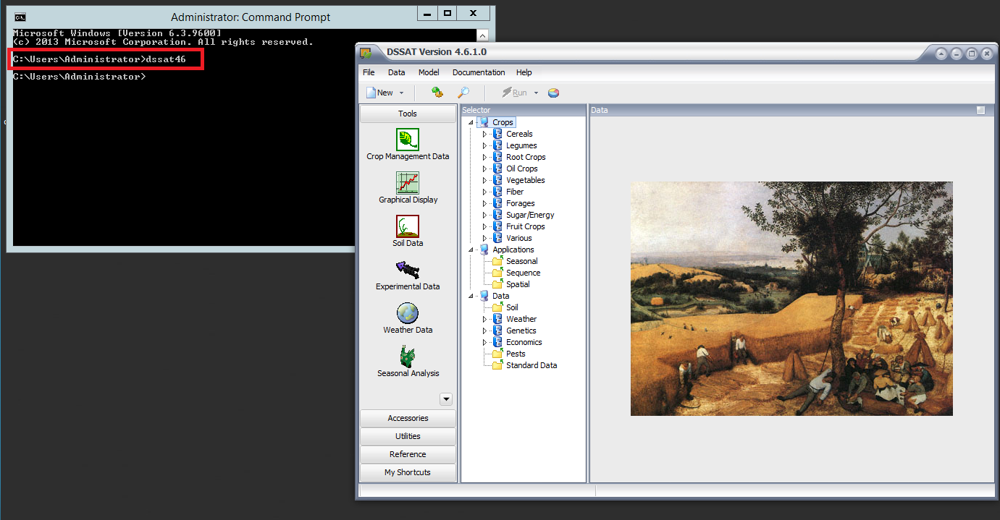 Administrator: Command Prompt
Microsoft Windows [Version 6.3.9600]
(c) 2013 Microsoft Corporation. All rights reserved.
C:\Users\Administrator>dssat46
C:\Users\Administrator>
DSSAT Version 4.6.1.0
File Data Model Documentation Help
New Run
Tools
Crop Management Data
Graphical Display
Soil Data
Experimental Data
Weather Data
Seasonal Analysis
Accessories
Utilities
Reference
My Shortcuts
Selector
Crops
Cereals
Legumes
Root Crops
Oil Crops
Vegetables
Fiber
Forages
Sugar/Energy
Fruit Crops
Various
Applications
Seasonal
Sequence
Spatial
Data
Soil
Weather
Genetics
Economics
Pests
Standard Data
Data